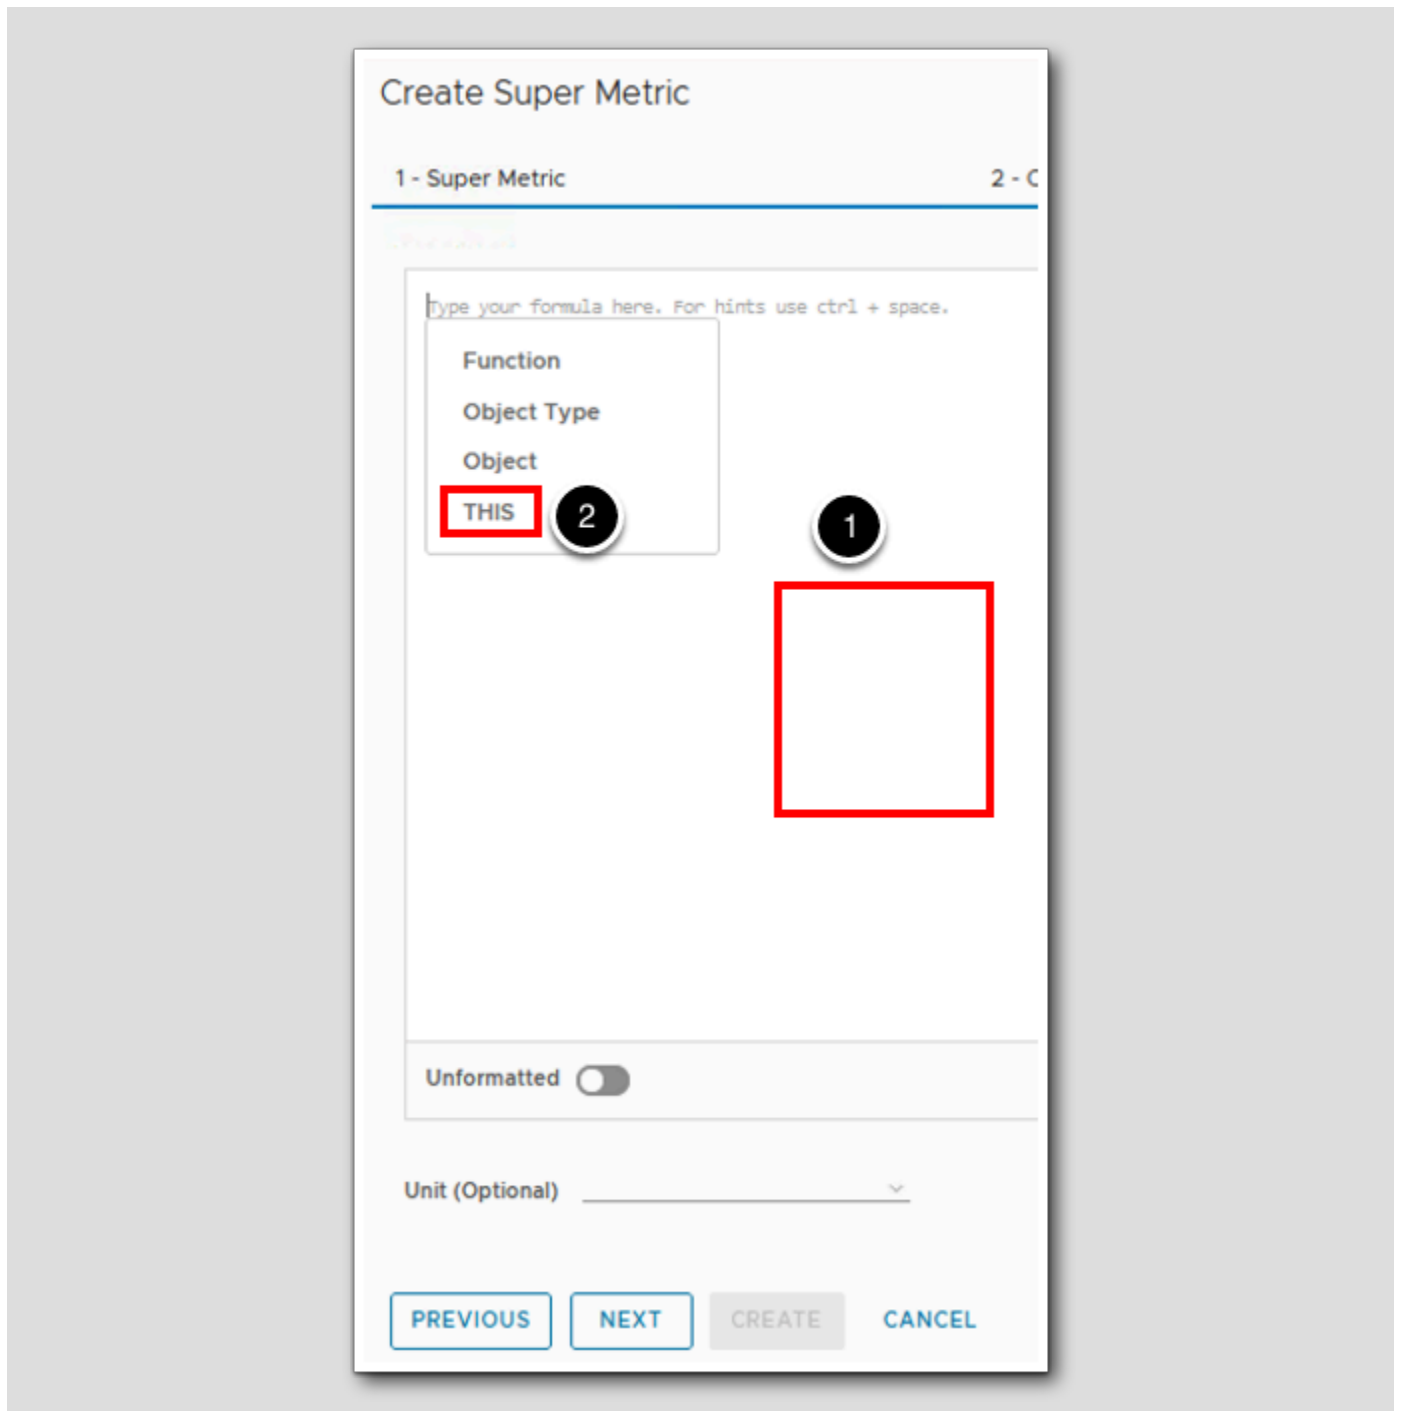 Create Super Metric
1 - Super Metric
2 -
Type your formula here. For hints use ctrl + space.
Function
Object Type
Object
THIS
2
1
Unformatted
Unit (Optional)
PREVIOUS NEXT CREATE CANCEL